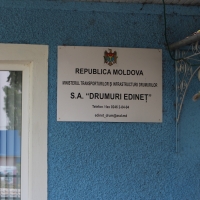 REPUBLICA MOLDOVA
MINISTERUL TRANSPORTURILOR ȘI INFRASTRUCTURII DRUMURILOR
S.A. "DRUMURI EDINEȚ"